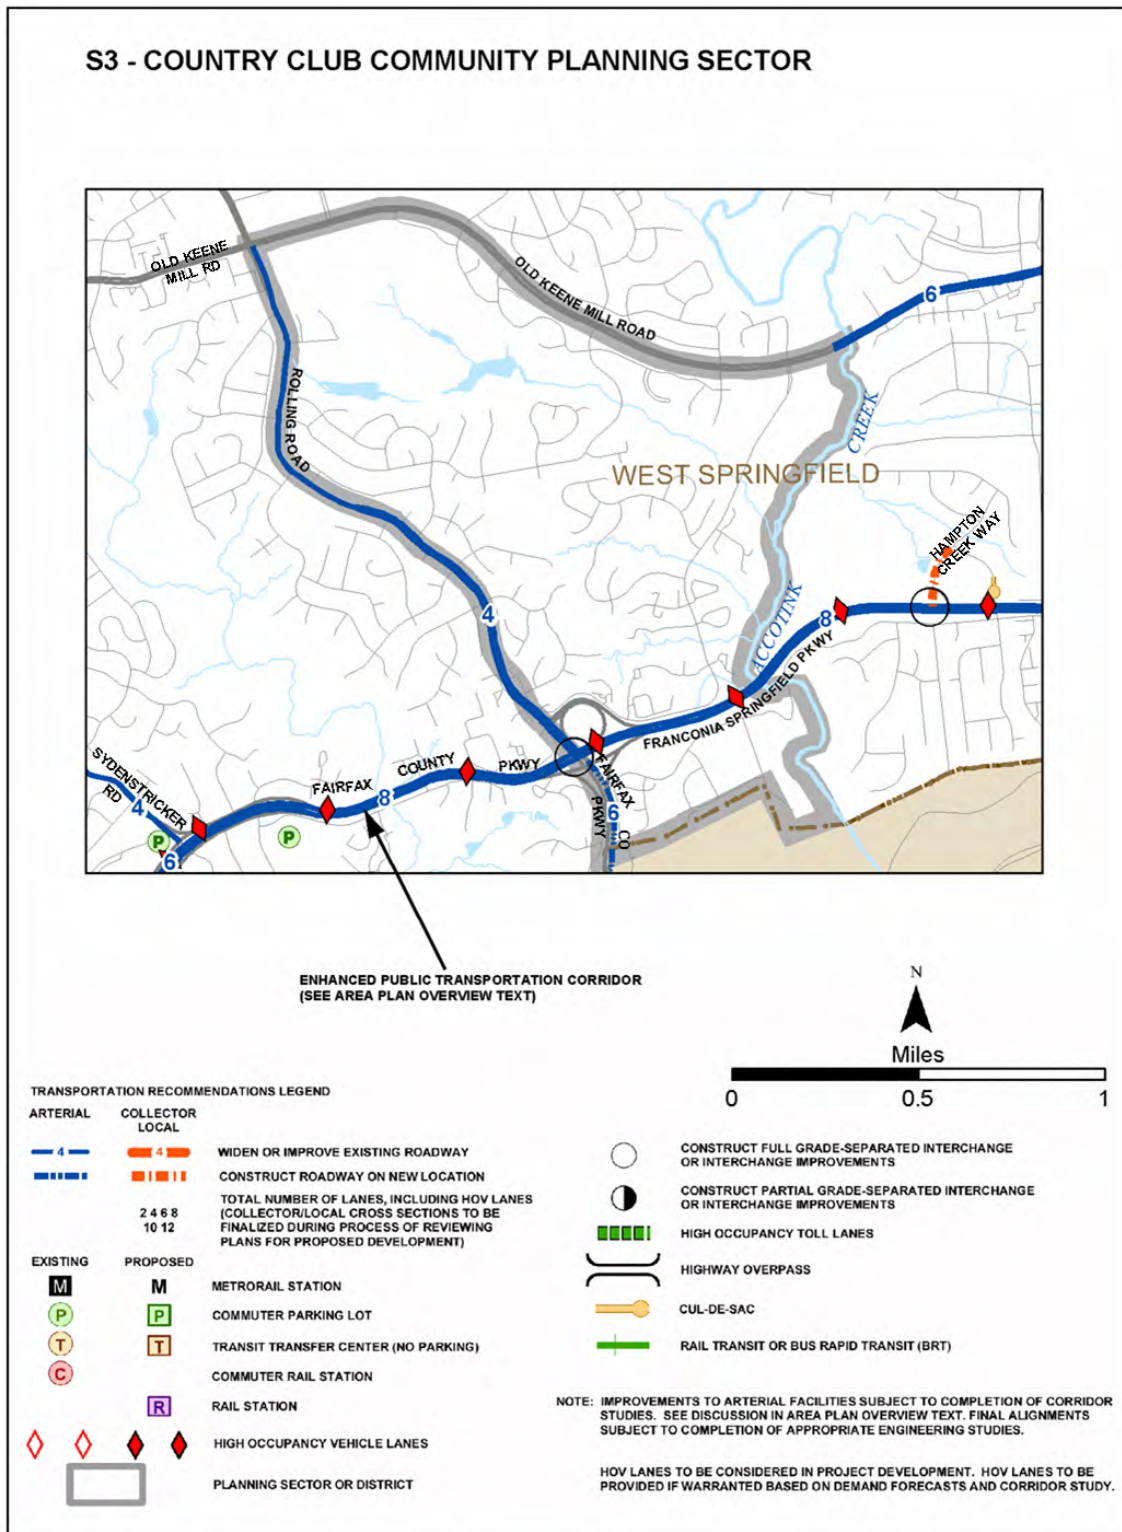 S3 - COUNTRY CLUB COMMUNITY PLANNING SECTOR
OLD KEENE
MILL RD
OLD KEENE MILL ROAD
6
ROLLING ROAD
CREEK
WEST SPRINGFIELD
HAMPTON
CREEK WAY
4
ACCOTINK
8
FRANCONIA SPRINGFIELD PKWY
SYDENSTRICKER
RD
4
FAIRFAX
COUNTY
PKWY
8
FAIRFAX
CO
PKWY
6
P
P
6
ENHANCED PUBLIC TRANSPORTATION CORRIDOR
(SEE AREA PLAN OVERVIEW TEXT)
N
Miles
0 0.5 1
TRANSPORTATION RECOMMENDATIONS LEGEND
ARTERIAL COLLECTOR
LOCAL
4 4 WIDEN OR IMPROVE EXISTING ROADWAY
CONSTRUCT ROADWAY ON NEW LOCATION
TOTAL NUMBER OF LANES, INCLUDING HOV LANES
2 4 6 8 (COLLECTOR/LOCAL CROSS SECTIONS TO BE
10 12 FINALIZED DURING PROCESS OF REVIEWING
PLANS FOR PROPOSED DEVELOPMENT)
EXISTING PROPOSED
M M METRORAIL STATION
P P COMMUTER PARKING LOT
T T TRANSIT TRANSFER CENTER (NO PARKING)
C COMMUTER RAIL STATION
R RAIL STATION
HIGH OCCUPANCY VEHICLE LANES
PLANNING SECTOR OR DISTRICT
CONSTRUCT FULL GRADE-SEPARATED INTERCHANGE
OR INTERCHANGE IMPROVEMENTS
CONSTRUCT PARTIAL GRADE-SEPARATED INTERCHANGE
OR INTERCHANGE IMPROVEMENTS
HIGH OCCUPANCY TOLL LANES
HIGHWAY OVERPASS
CUL-DE-SAC
RAIL TRANSIT OR BUS RAPID TRANSIT (BRT)
NOTE: IMPROVEMENTS TO ARTERIAL FACILITIES SUBJECT TO COMPLETION OF CORRIDOR
STUDIES. SEE DISCUSSION IN AREA PLAN OVERVIEW TEXT. FINAL ALIGNMENTS
SUBJECT TO COMPLETION OF APPROPRIATE ENGINEERING STUDIES.
HOV LANES TO BE CONSIDERED IN PROJECT DEVELOPMENT. HOV LANES TO BE
PROVIDED IF WARRANTED BASED ON DEMAND FORECASTS AND CORRIDOR STUDY.